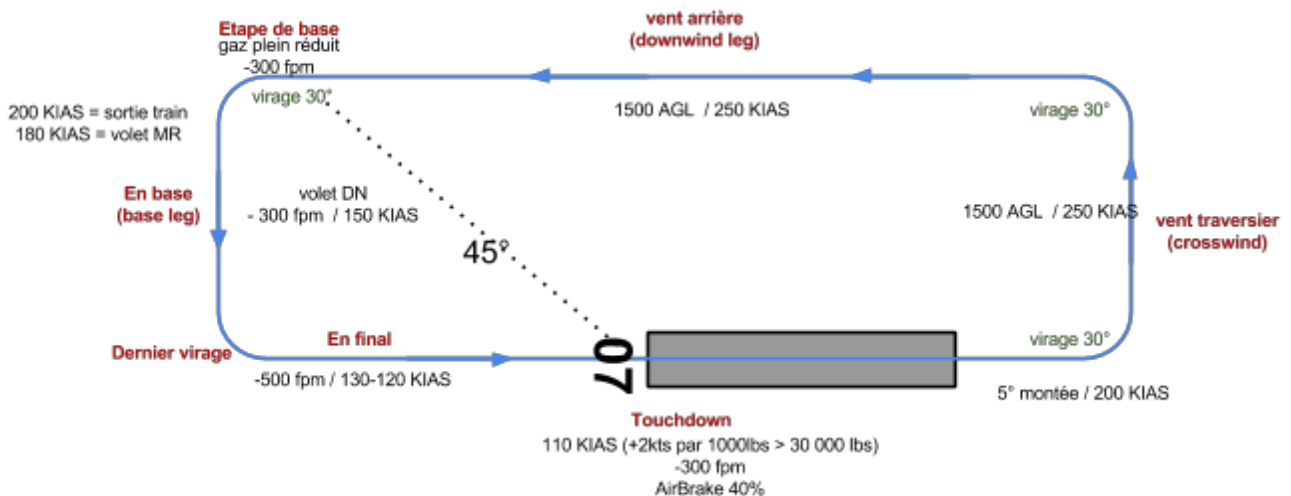 Etape de base
gaz plein réduit
-300 fpm
virage 30°
vent arrière
(downwind leg)
1500 AGL / 250 KIAS
virage 30°
200 KIAS = sortie train
180 KIAS = volet MR
En base
(base leg)
volet DN
- 300 fpm / 150 KIAS
45°
1500 AGL / 250 KIAS
vent traversier
(crosswind)
Dernier virage
En final
-500 fpm / 130-120 KIAS
07
virage 30°
5° montée / 200 KIAS
Touchdown
110 KIAS (+2kts par 1000lbs > 30 000 lbs)
-300 fpm
AirBrake 40%